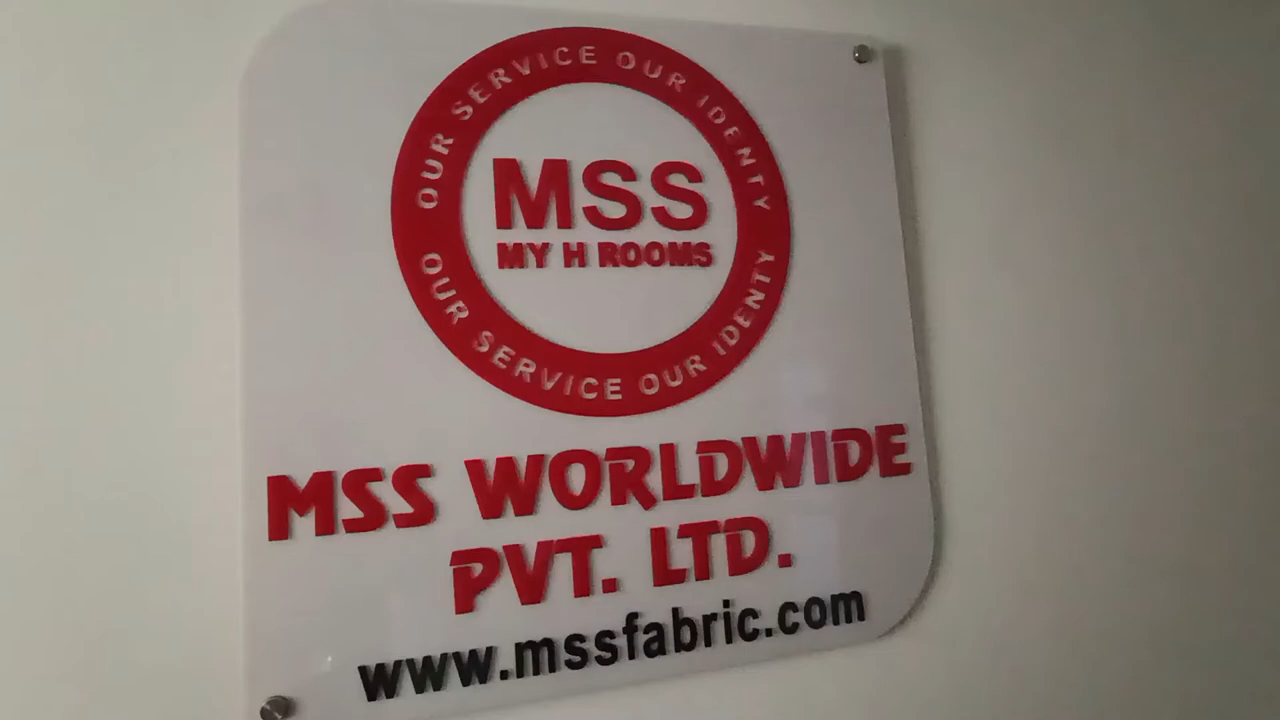 OUR SERVICE OUR IDENTY
MSS
MY H ROOMS
OUR SERVICE OUR IDENTY
MSS WORLDWIDE
PVT. LTD.
www.mssfabric.com